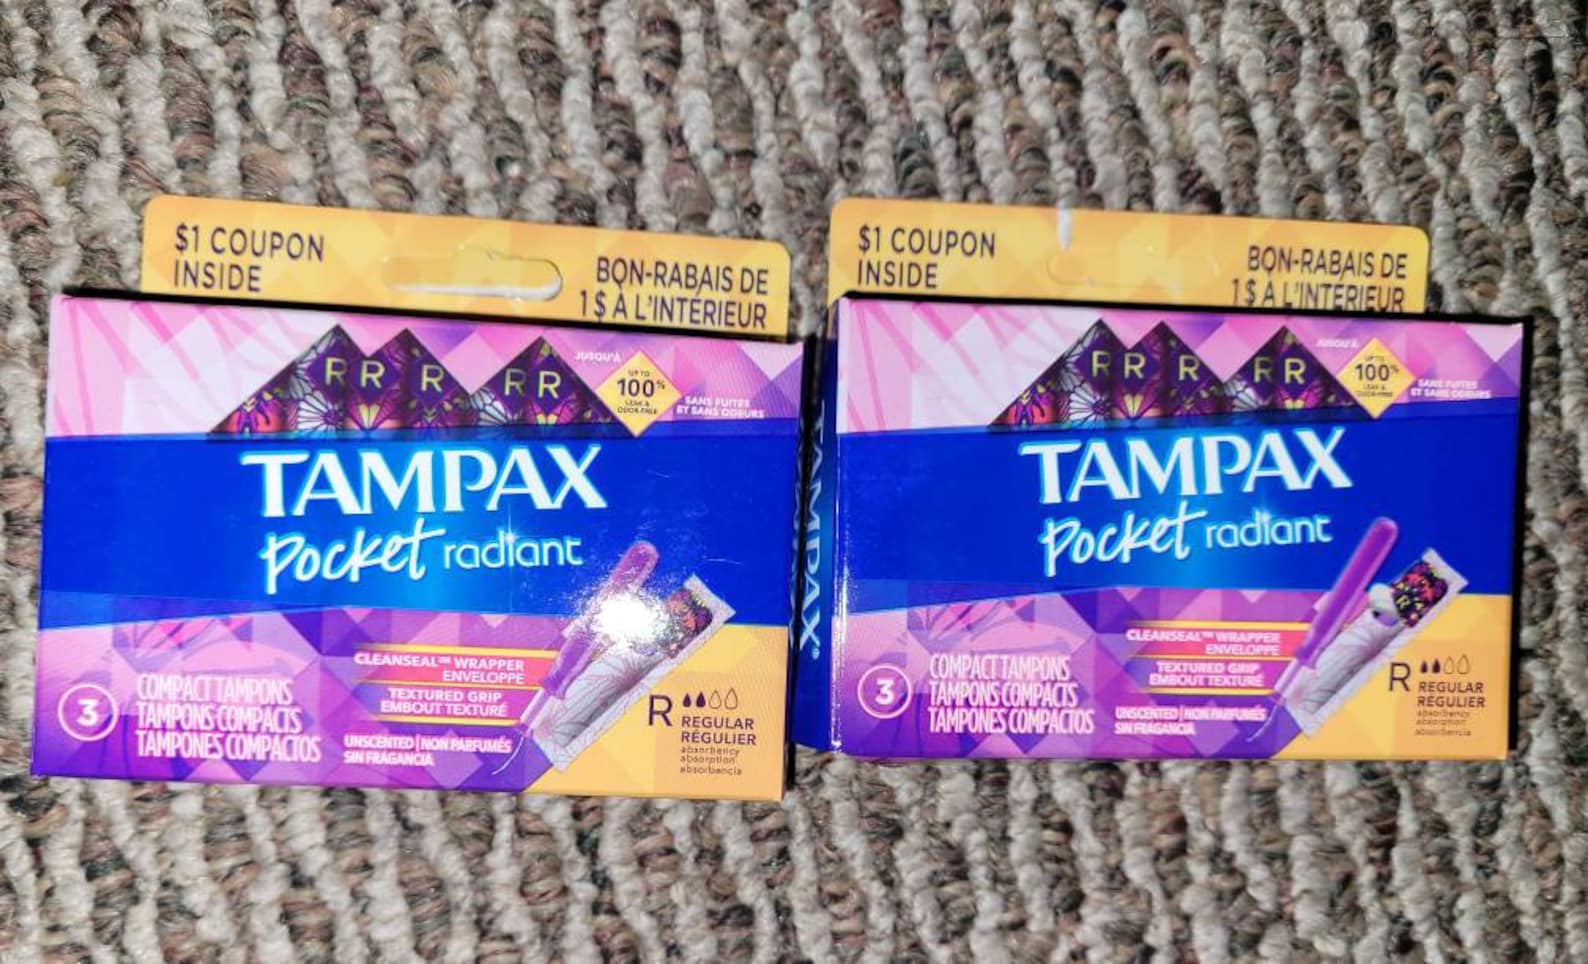 $1 COUPON
INSIDE
BON-RABAIS DE
1 $ À L'INTÉRIEUR
R R R R R
JUSQU'À
UP TO
100%
LEAK &
ODOR-FREE
SANS FUITES
ET SANS ODEURS
TAMPAX
Pocket radiant
CLEANSEAL™ WRAPPER
ENVELOPPE
TEXTURED GRIP
EMBOUT TEXTURÉ
3
COMPACT TAMPONS
TAMPONS COMPACTS
TAMPONES COMPACTOS
UNSCENTED | NON PARFUMÉS
SIN FRAGANCIA
R
REGULAR
RÉGULIER
absorbency
absorption
absorbencia
$1 COUPON
INSIDE
BON-RABAIS DE
1 $ À L'INTÉRIEUR
R R R R R
JUSQU'À
UP TO
100%
LEAK &
ODOR-FREE
SANS FUITES
ET SANS ODEURS
TAMPAX
TAMPAX
Pocket radiant
CLEANSEAL™ WRAPPER
ENVELOPPE
TEXTURED GRIP
EMBOUT TEXTURÉ
3
COMPACT TAMPONS
TAMPONS COMPACTS
TAMPONES COMPACTOS
UNSCENTED | NON PARFUMÉS
SIN FRAGANCIA
R
REGULAR
RÉGULIER
absorbency
absorption
absorbencia